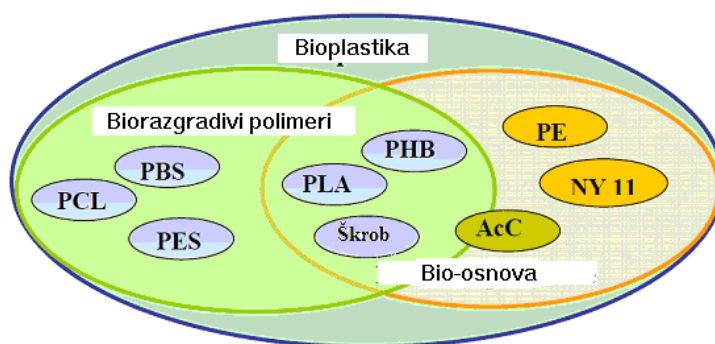 Bioplastika
Biorazgradivi polimeri
PE
PHB
PBS
PLA
NY 11
PCL
Škrob
AcC
PES
Bio-osnova